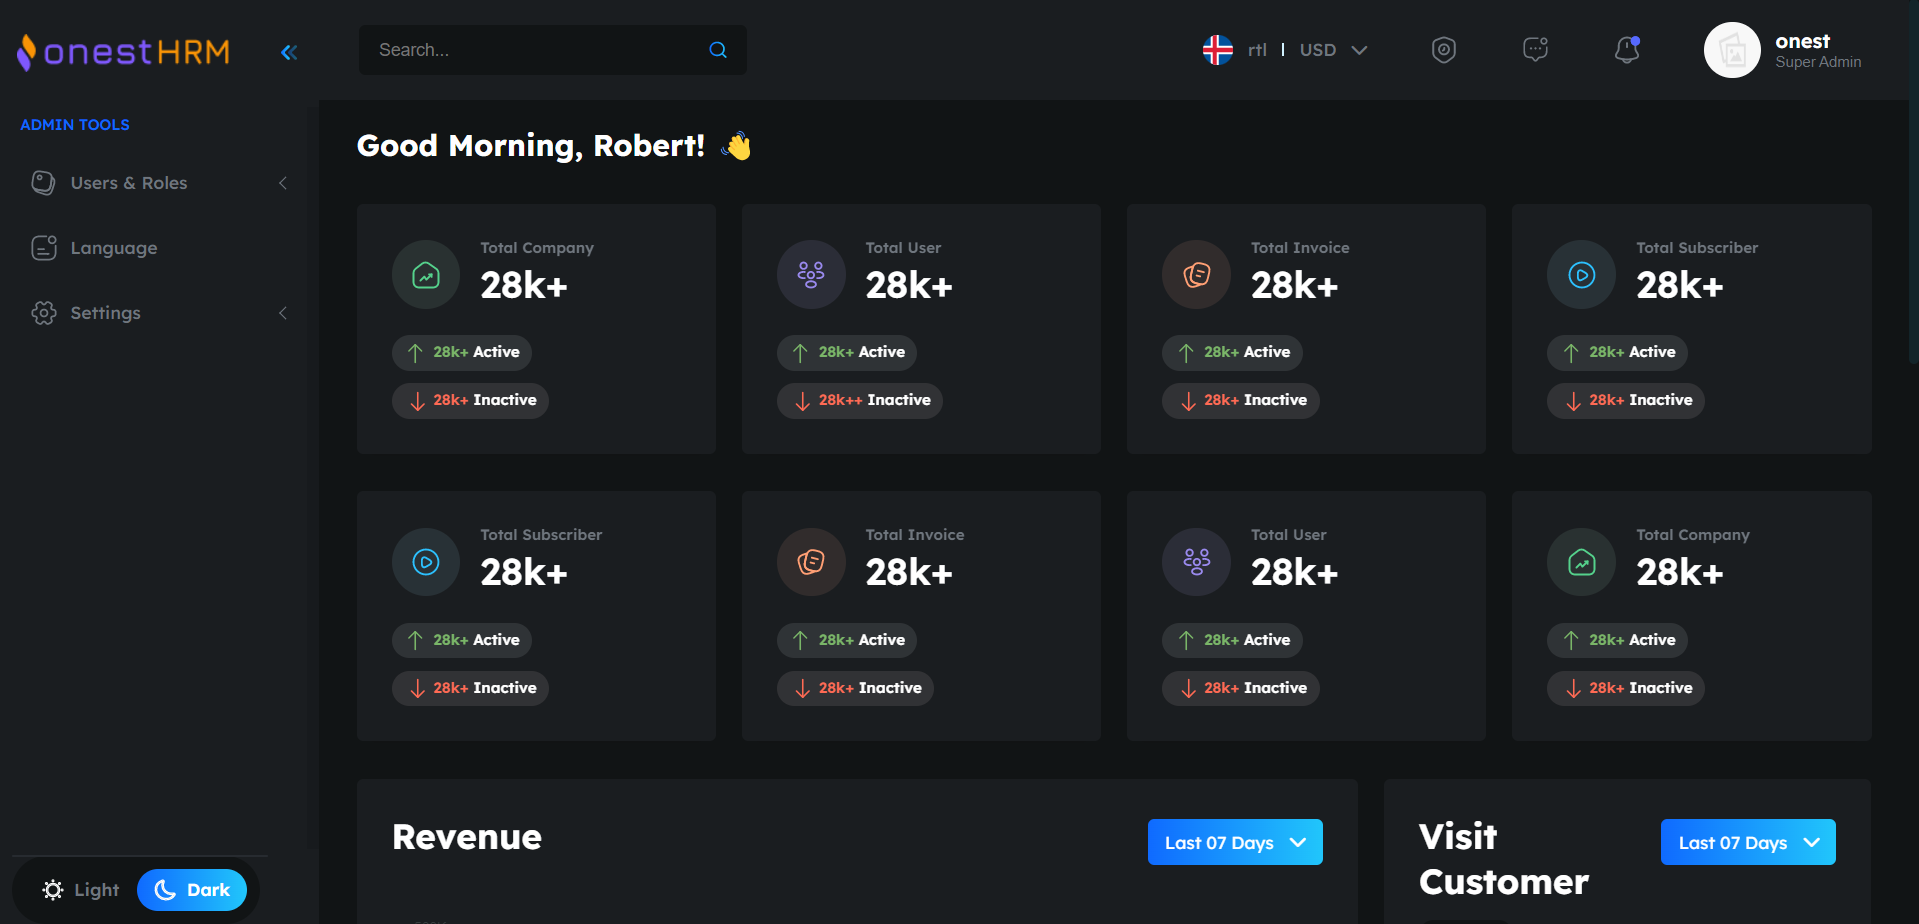 onestHRM
Search...
rtl | USD
onest
Super Admin
ADMIN TOOLS
Users & Roles
Language
Settings
Light
Dark
Good Morning, Robert!
Total Company
28k+
28k+ Active
28k+ Inactive
Total User
28k+
28k+ Active
28k++ Inactive
Total Invoice
28k+
28k+ Active
28k+ Inactive
Total Subscriber
28k+
28k+ Active
28k+ Inactive
Total Subscriber
28k+
28k+ Active
28k+ Inactive
Total Invoice
28k+
28k+ Active
28k+ Inactive
Total User
28k+
28k+ Active
28k+ Inactive
Total Company
28k+
28k+ Active
28k+ Inactive
Revenue
Last 07 Days
Visit
Customer
Last 07 Days